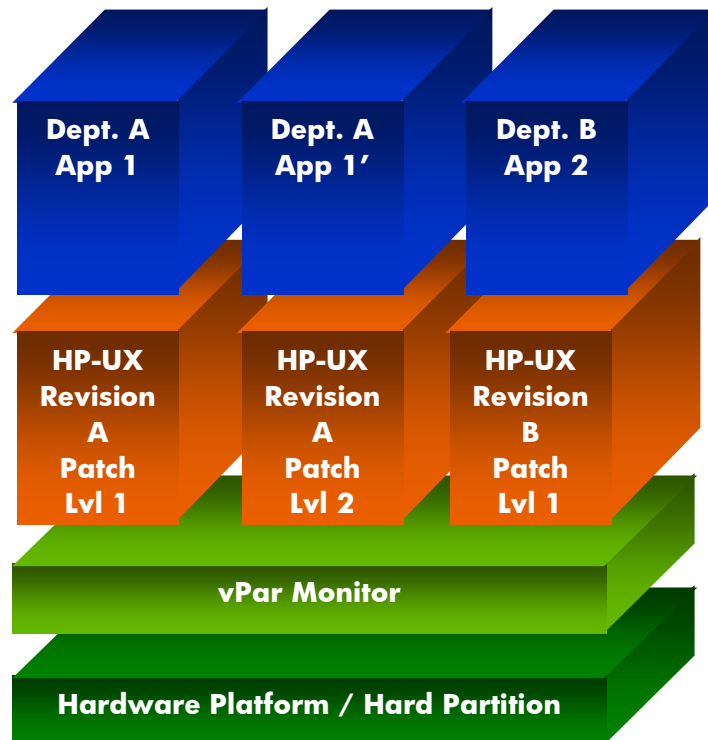 Dept. A
App 1
Dept. A
App 1’
Dept. B
App 2
HP-UX
Revision
A
Patch
Lvl 1
HP-UX
Revision
A
Patch
Lvl 2
HP-UX
Revision
B
Patch
Lvl 1
vPar Monitor
Hardware Platform / Hard Partition